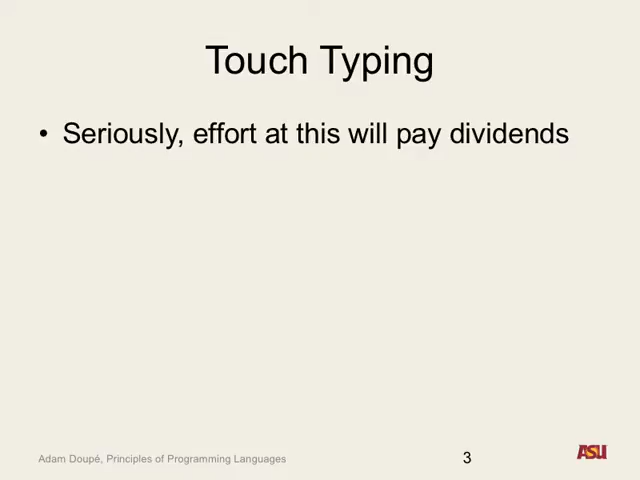 Touch Typing
• Seriously, effort at this will pay dividends
Adam Doupé, Principles of Programming Languages
3
ASU